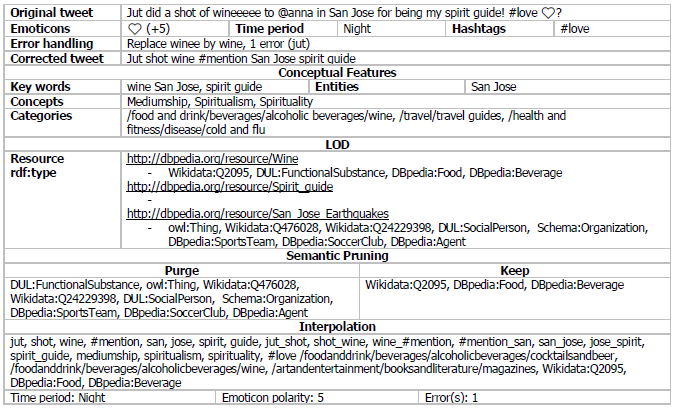 Original tweet Jut did a shot of wineeeee to @anna in San Jose for being my spirit guide! #love ♡?
Emoticons ♡ (+5) Time period Night Hashtags #love
Error handling Replace winee by wine, 1 error (jut)
Corrected tweet Jut shot wine #mention San Jose spirit guide
Conceptual Features
Key words wine San Jose, spirit guide Entities San Jose
Concepts Mediumship, Spiritualism, Spirituality
Categories /food and drink/beverages/alcoholic beverages/wine, /travel/travel guides, /health and
fitness/disease/cold and flu
LOD
Resource http://dbpedia.org/resource/Wine
rdf:type - Wikidata:Q2095, DUL:FunctionalSubstance, DBpedia:Food, DBpedia:Beverage
http://dbpedia.org/resource/Spirit_guide
-
http://dbpedia.org/resource/San_Jose_Earthquakes
- owl:Thing, Wikidata:Q476028, Wikidata:Q24229398, DUL:SocialPerson, Schema:Organization,
DBpedia:SportsTeam, DBpedia:SoccerClub, DBpedia:Agent
Semantic Pruning
Purge Keep
DUL:FunctionalSubstance, owl:Thing, Wikidata:Q476028, Wikidata:Q2095, DBpedia:Food, DBpedia:Beverage
Wikidata:Q24229398, DUL:SocialPerson, Schema:Organization,
DBpedia:SportsTeam, DBpedia:SoccerClub, DBpedia:Agent
Interpolation
jut, shot, wine, #mention, san, jose, spirit, guide, jut_shot, shot_wine, wine_#mention, #mention_san, san_jose, jose_spirit,
spirit_guide, mediumship, spiritualism, spirituality, #love /foodanddrink/beverages/alcoholicbeverages/cocktailsandbeer,
/foodanddrink/beverages/alcoholicbeverages/wine, /artandentertainment/booksandliterature/magazines, Wikidata:Q2095,
DBpedia:Food, DBpedia:Beverage
Time period: Night Emoticon polarity: 5 Error(s): 1